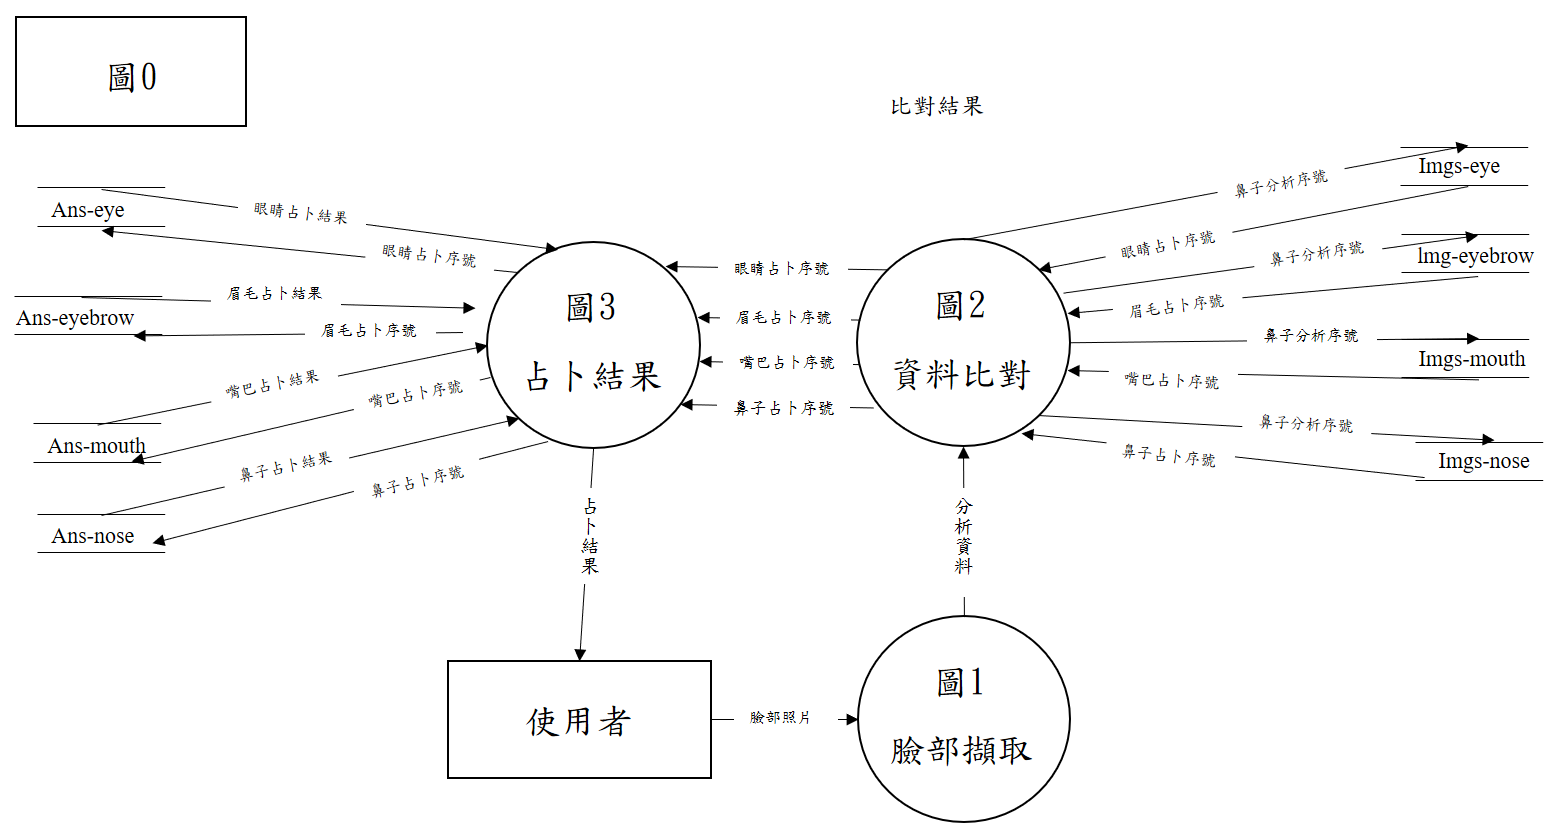 圖0
比對結果
Ans-eye
眼睛占卜結果
眼睛占卜序號
Ans-eyebrow
眉毛占卜結果
眉毛占卜序號
Ans-mouth
嘴巴占卜結果
嘴巴占卜序號
Ans-nose
鼻子占卜結果
鼻子占卜序號
圖3
占卜結果
眼睛占卜序號
眉毛占卜序號
嘴巴占卜序號
鼻子占卜序號
圖2
資料比對
鼻子分析序號
眼睛占卜序號
Imgs-eye
鼻子分析序號
眉毛占卜序號
lmg-eyebrow
鼻子分析序號
嘴巴占卜序號
Imgs-mouth
鼻子分析序號
鼻子占卜序號
Imgs-nose
占卜結果
分析資料
使用者
臉部照片
圖1
臉部擷取